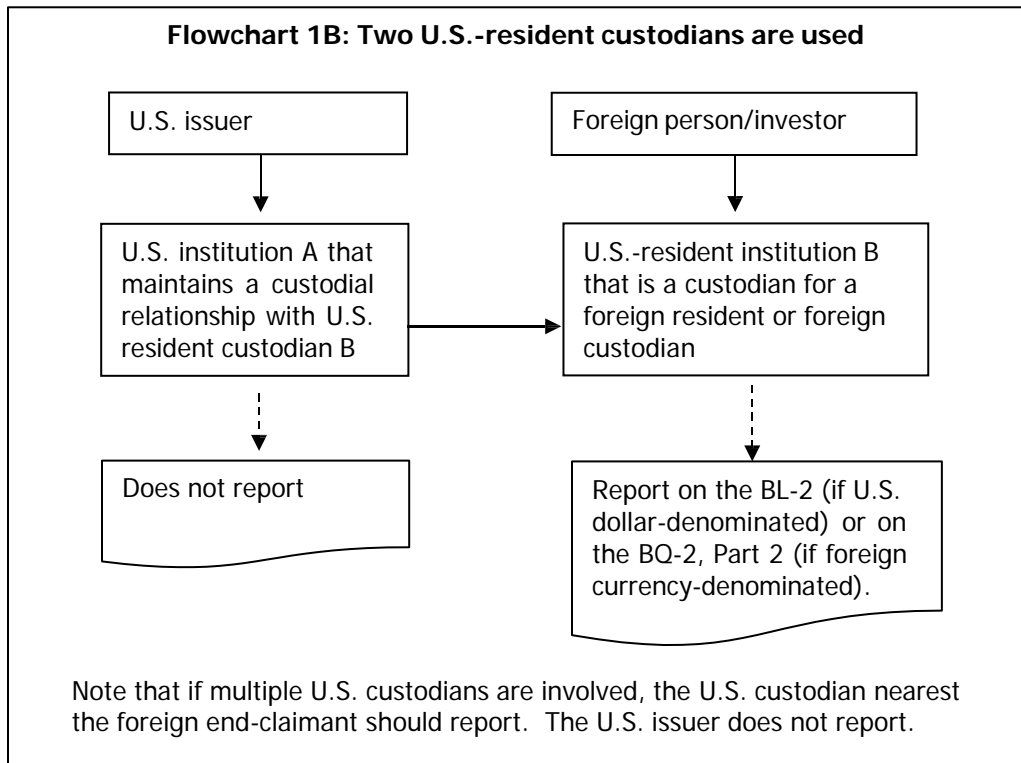 Flowchart 1B: Two U.S.-resident custodians are used
U.S. issuer
Foreign person/investor
U.S. institution A that
maintains a custodial
relationship with U.S.
resident custodian B
U.S.-resident institution B
that is a custodian for a
foreign resident or foreign
custodian
Does not report
Report on the BL-2 (if U.S.
dollar-denominated) or on
the BQ-2, Part 2 (if foreign
currency-denominated).
Note that if multiple U.S. custodians are involved, the U.S. custodian nearest
the foreign end-claimant should report.  The U.S. issuer does not report.